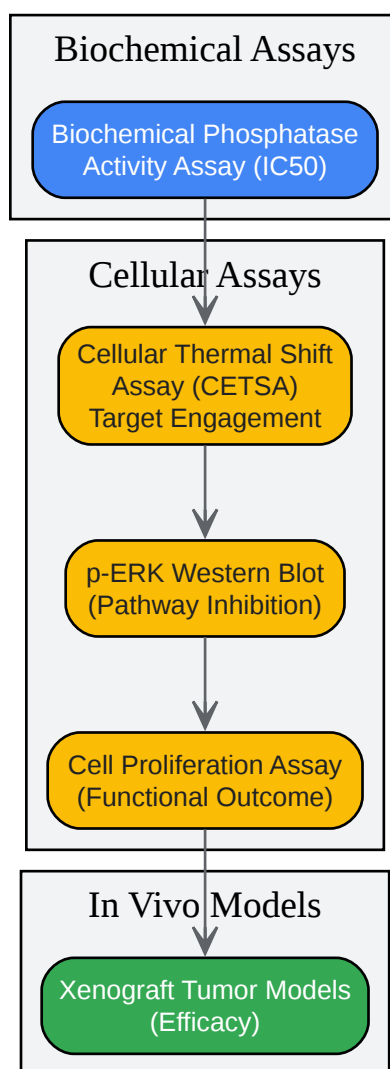 Biochemical Assays
Biochemical Phosphatase
Activity Assay (IC50)
Cellular Assays
Cellular Thermal Shift
Assay (CETSA)
Target Engagement
p-ERK Western Blot
(Pathway Inhibition)
Cell Proliferation Assay
(Functional Outcome)
In Vivo Models
Xenograft Tumor Models
(Efficacy)